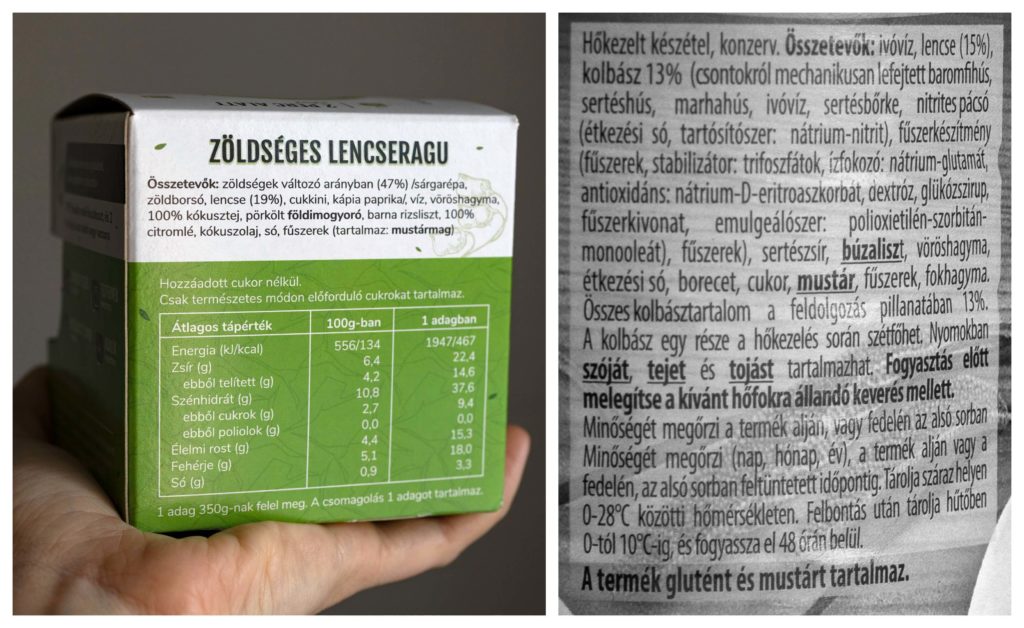 2 PERC ALATT
ZÖLDSÉGES LENCSERAGU
Összetevők: zöldségek változó arányban (47%) /sárgarépa,
zöldborsó, lencse (19%), cukkini, kápia paprika/, víz, vöröshagyma,
100% kókusztej, pörkölt földimogyoró, barna rizsliszt, 100%
citromlé, kókuszolaj, só, fűszerek (tartalmaz: mustármag)
Hozzáadott cukor nélkül.
Csak természetes módon előforduló cukrokat tartalmaz.
Átlagos tápérték 100g-ban 1 adagban
Energia (kJ/kcal) 556/134 1947/467
Zsír (g) 6,4 22,4
ebből telített (g) 4,2 14,6
Szénhidrát (g) 10,8 37,6
ebből cukrok (g) 2,7 9,4
ebből poliolok (g) 0,0 0,0
Élelmi rost (g) 4,4 15,3
Fehérje (g) 5,1 18,0
Só (g) 0,9 3,3
1 adag 350g-nak felel meg. A csomagolás 1 adagot tartalmaz.
Hőkezelt készétel, konzerv. Összetevők: ivóvíz, lencse (15%),
kolbász 13% (csontokról mechanikusan lefejtett baromfihús,
sertéshús, marhahús, ivóvíz, sertésbőrke, nitrites pácsó
(étkezési só, tartósítószer: nátrium-nitrit), fűszerkészítmény
(fűszerek, stabilizátor: trifoszfátok, ízfokozó: nátrium-glutamát,
antioxidáns: nátrium-D-eritroaszkorbát, dextróz, glükózszirup,
fűszerkivonat, emulgeálószer: polioxietilén-szorbitán-
monooleát), fűszerek), sertészsír, búzaliszt, vöröshagyma,
étkezési só, borecet, cukor, mustár, fűszerek, fokhagyma.
Összes kolbásztartalom a feldolgozás pillanatában 13%.
A kolbász egy része a hőkezelés során szétfőhet. Nyomokban
szóját, tejet és tojást tartalmazhat. Fogyasztás előtt
melegítse a kívánt hőfokra állandó keverés mellett.
Minőségét megőrzi a termék alján, vagy fedelén az alsó sorban
Minőségét megőrzi (nap, hónap, év), a termék alján vagy a
fedelén, az alsó sorban feltüntetett időpontig. Tárolja száraz helyen
0-28°C közötti hőmérsékleten. Felbontás után tárolja hűtőben
0-tól 10°C-ig, és fogyassza el 48 órán belül.
A termék glutént és mustárt tartalmaz.